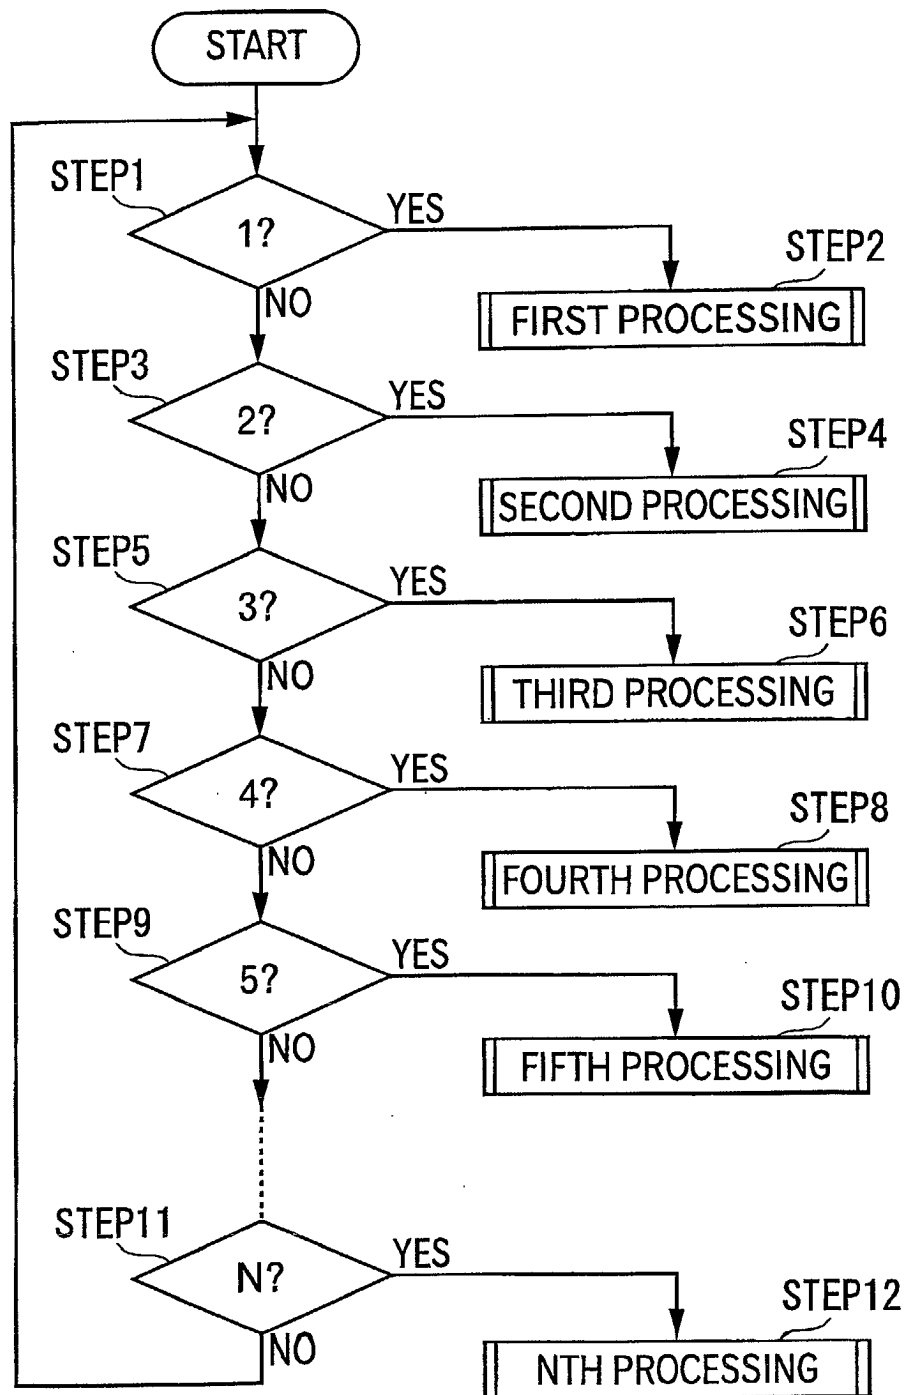 START
STEP1
1?
YES
NO
STEP2
FIRST PROCESSING
STEP3
2?
YES
NO
STEP4
SECOND PROCESSING
STEP5
3?
YES
NO
STEP6
THIRD PROCESSING
STEP7
4?
YES
NO
STEP8
FOURTH PROCESSING
STEP9
5?
YES
NO
STEP10
FIFTH PROCESSING
STEP11
N?
YES
NO
STEP12
NTH PROCESSING